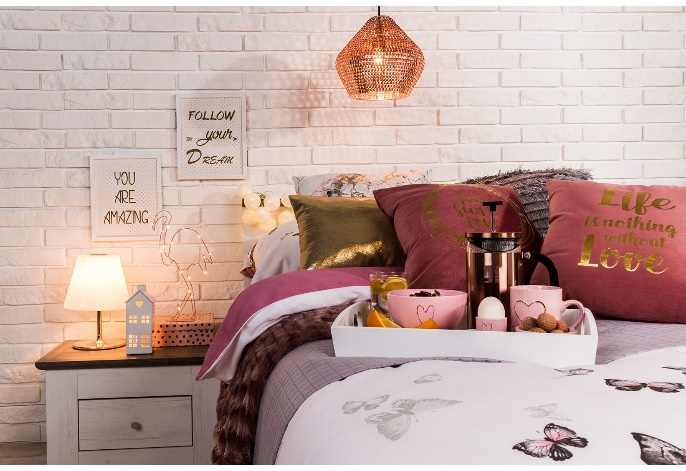 FOLLOW
your
DREAM
YOU
ARE
AMAZING
Life
is nothing
without
Love